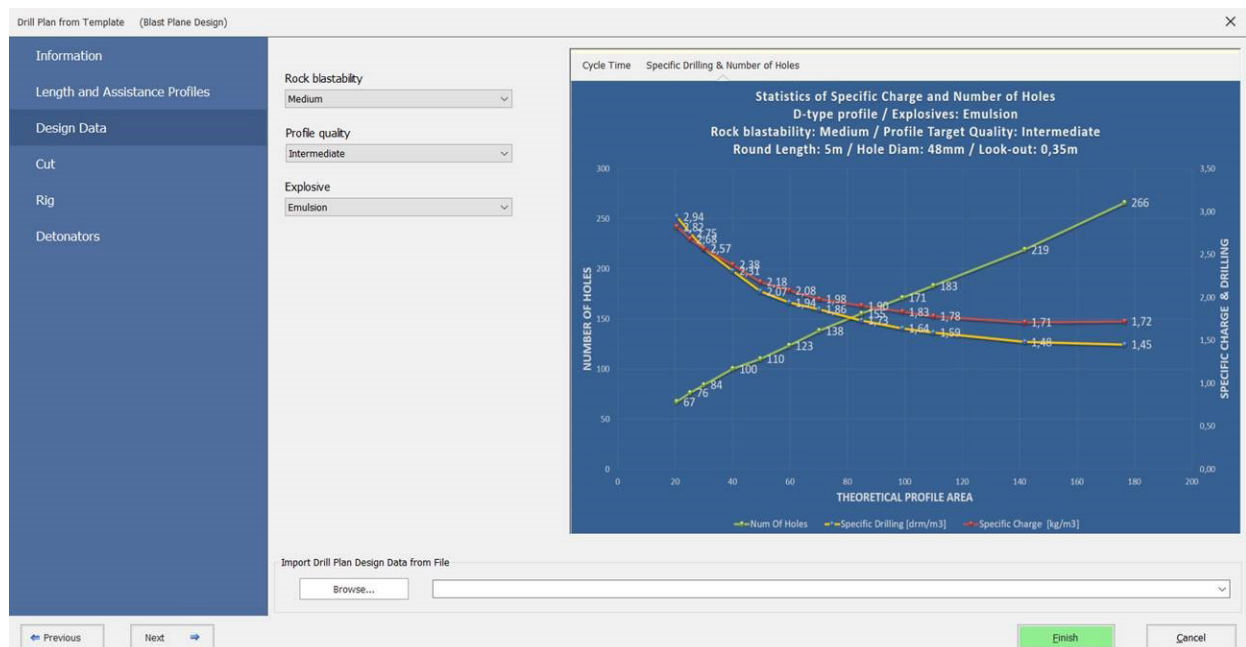 Drill Plan from Template (Blast Plane Design)
Information
Length and Assistance Profiles
Design Data
Cut
Rig
Detonators
Rock blastability
Medium
Profile quality
Intermediate
Explosive
Emulsion
Cycle Time Specific Drilling & Number of Holes
Statistics of Specific Charge and Number of Holes
D-type profile / Explosives: Emulsion
Rock blastability: Medium / Profile Target Quality: Intermediate
Round Length: 5m / Hole Diam: 48mm / Look-out: 0,35m
NUMBER OF HOLES
300
250
200
150
100
50
0
2,94
2,82
2,75
2,68
2,57
2,38
2,31
2,18
2,07
2,08
1,94
1,98
1,86
1,90
1,73
1,83
1,64
1,78
1,59
1,71
1,48
1,72
1,45
67
76
84
100
110
123
138
155
171
183
219
266
3,50
3,00
2,50
2,00
1,50
1,00
0,50
0,00
SPECIFIC CHARGE & DRILLING
0 20 40 60 80 100 120 140 160 180 200
THEORETICAL PROFILE AREA
Num Of Holes Specific Drilling [drm/m3] Specific Charge [kg/m3]
Import Drill Plan Design Data from File
Browse...
Previous Next Finish Cancel